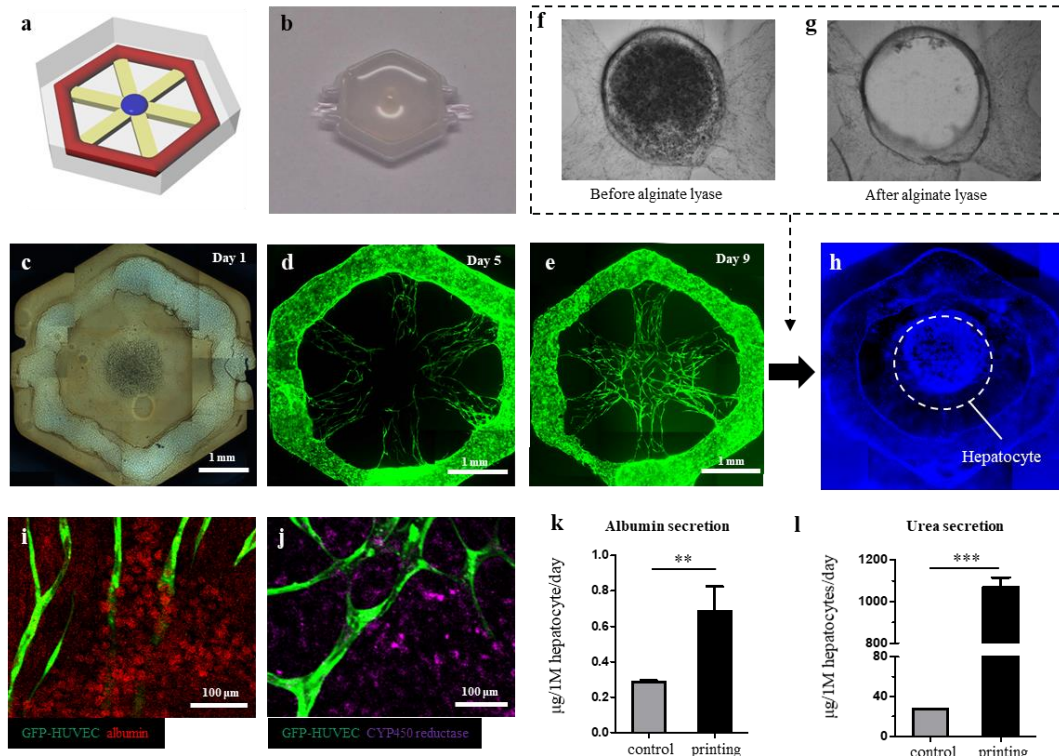 a
b
f
g
Before alginate lyase
After alginate lyase
c
Day 1
1 mm
d
Day 5
1 mm
e
Day 9
1 mm
h
Hepatocyte
i
100 μm
GFP-HUVEC albumin
j
100 μm
GFP-HUVEC CYP450 reductase
k
Albumin secretion
μg/1M hepatocyte/day
1.0
0.8
0.6
0.4
0.2
0.0
**
control
printing
l
Urea secretion
μg/1M hepatocytes/day
1200
1000
800
60
40
20
0
***
control
printing